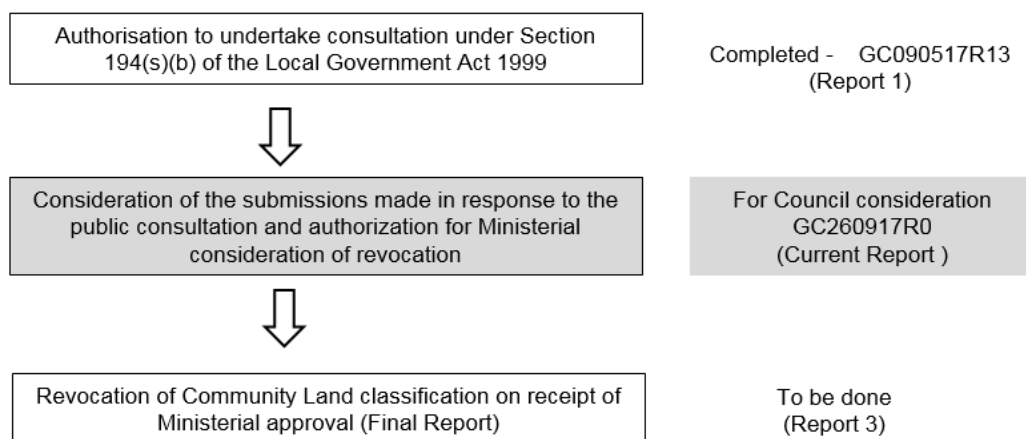 Authorisation to undertake consultation under Section
194(s)(b) of the Local Government Act 1999
Completed - GC090517R13
(Report 1)
Consideration of the submissions made in response to the
public consultation and authorization for Ministerial
consideration of revocation
For Council consideration
GC260917R0
(Current Report )
Revocation of Community Land classification on receipt of
Ministerial approval (Final Report)
To be done
(Report 3)